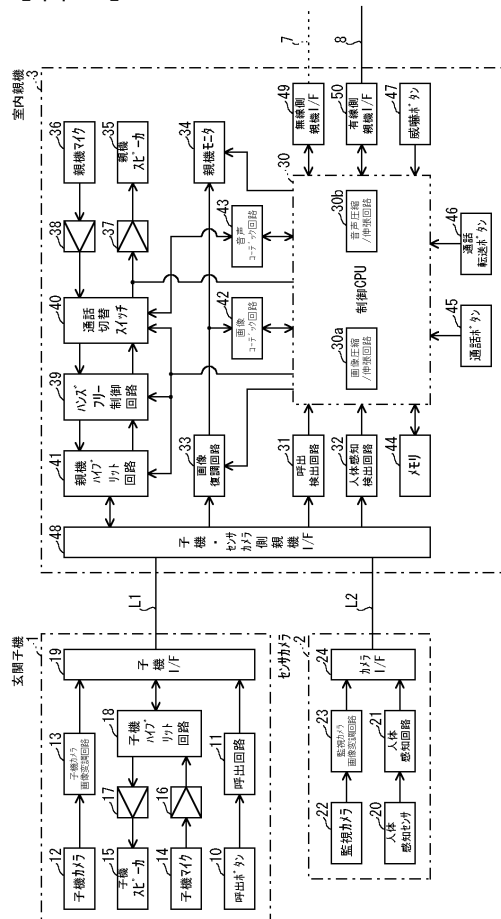 玄関子機
1
12
子機カメラ
13
子機カメラ
画像変調回路
15
子機
スピーカ
17
14
子機マイク
16
18
子機
ハイブ
リット
回路
10
呼出ボタン
11
呼出回路
19
子機
I/F
L1
センサカメラ
2
22
監視カメラ
23
監視カメラ
画像変調回路
20
人体
感知センサ
21
人体
感知回路
24
カメラ
I/F
L2
室内親機
3
48
子機・センサ
カメラ側親機
I/F
41
親機
ハイブ
リット
回路
39
ハンズ
フリー
制御
回路
40
通話
切替
スイッチ
38
36
親機マイク
37
35
親機
スピーカ
33
画像
復調回路
34
親機モニタ
42
画像
コーデック回路
43
音声
コーデック回路
31
呼出
検出回路
32
人体感知
検出回路
44
メモリ
30
制御CPU
30a
画像圧縮
/伸張回路
30b
音声圧縮
/伸張回路
49
無線側
親機I/F
7
50
有線側
親機I/F
8
47
威嚇ボタン
45
通話ボタン
46
通話
転送ボタン